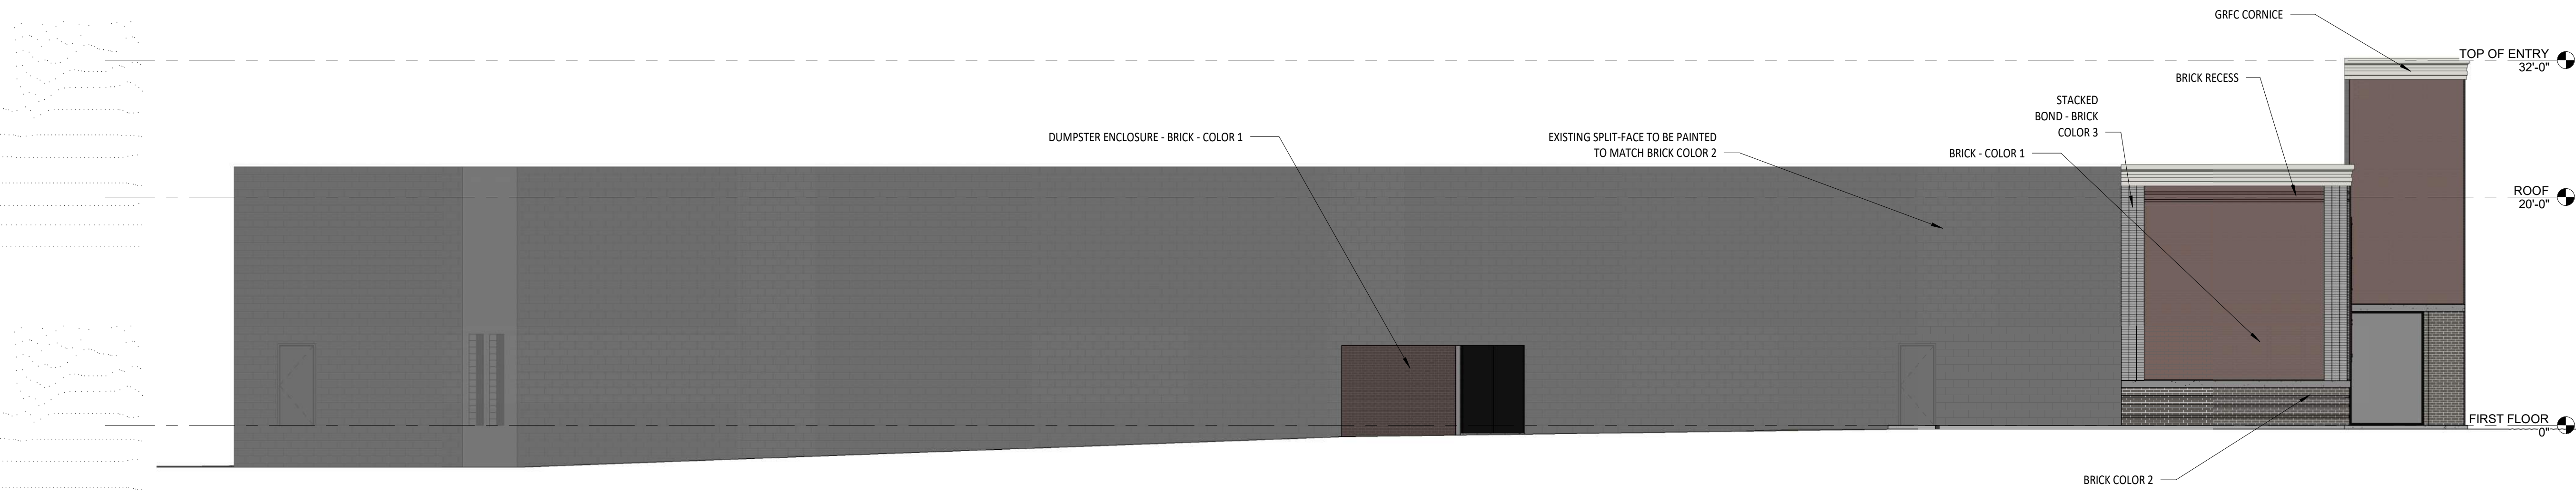 GRFC CORNICE
TOP OF ENTRY
32'-0"
BRICK RECESS
STACKED
BOND - BRICK
COLOR 3
DUMPSTER ENCLOSURE - BRICK - COLOR 1
EXISTING SPLIT-FACE TO BE PAINTED
TO MATCH BRICK COLOR 2
BRICK - COLOR 1
ROOF
20'-0"
FIRST FLOOR
0"
BRICK COLOR 2